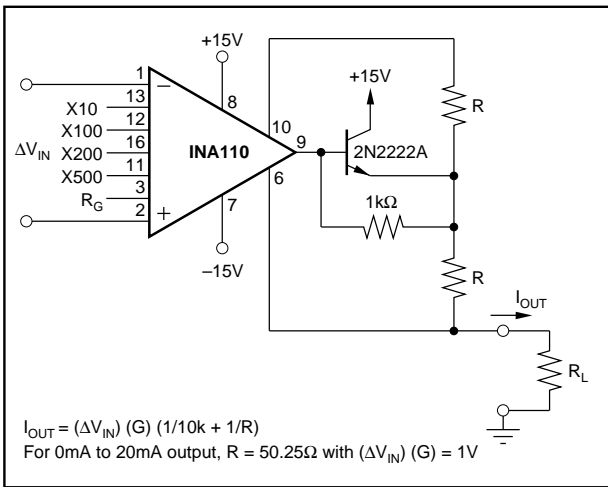 +15V
1
–
8
13
X10
12
X100
16
ΔV_IN
X200
11
X500
3
R_G
2
+
INA110
10
9
6
7
–15V
+15V
2N2222A
R
1kΩ
R
I_OUT
R_L
I_OUT = (ΔV_IN) (G) (1/10k + 1/R)
For 0mA to 20mA output, R = 50.25Ω with (ΔV_IN) (G) = 1V